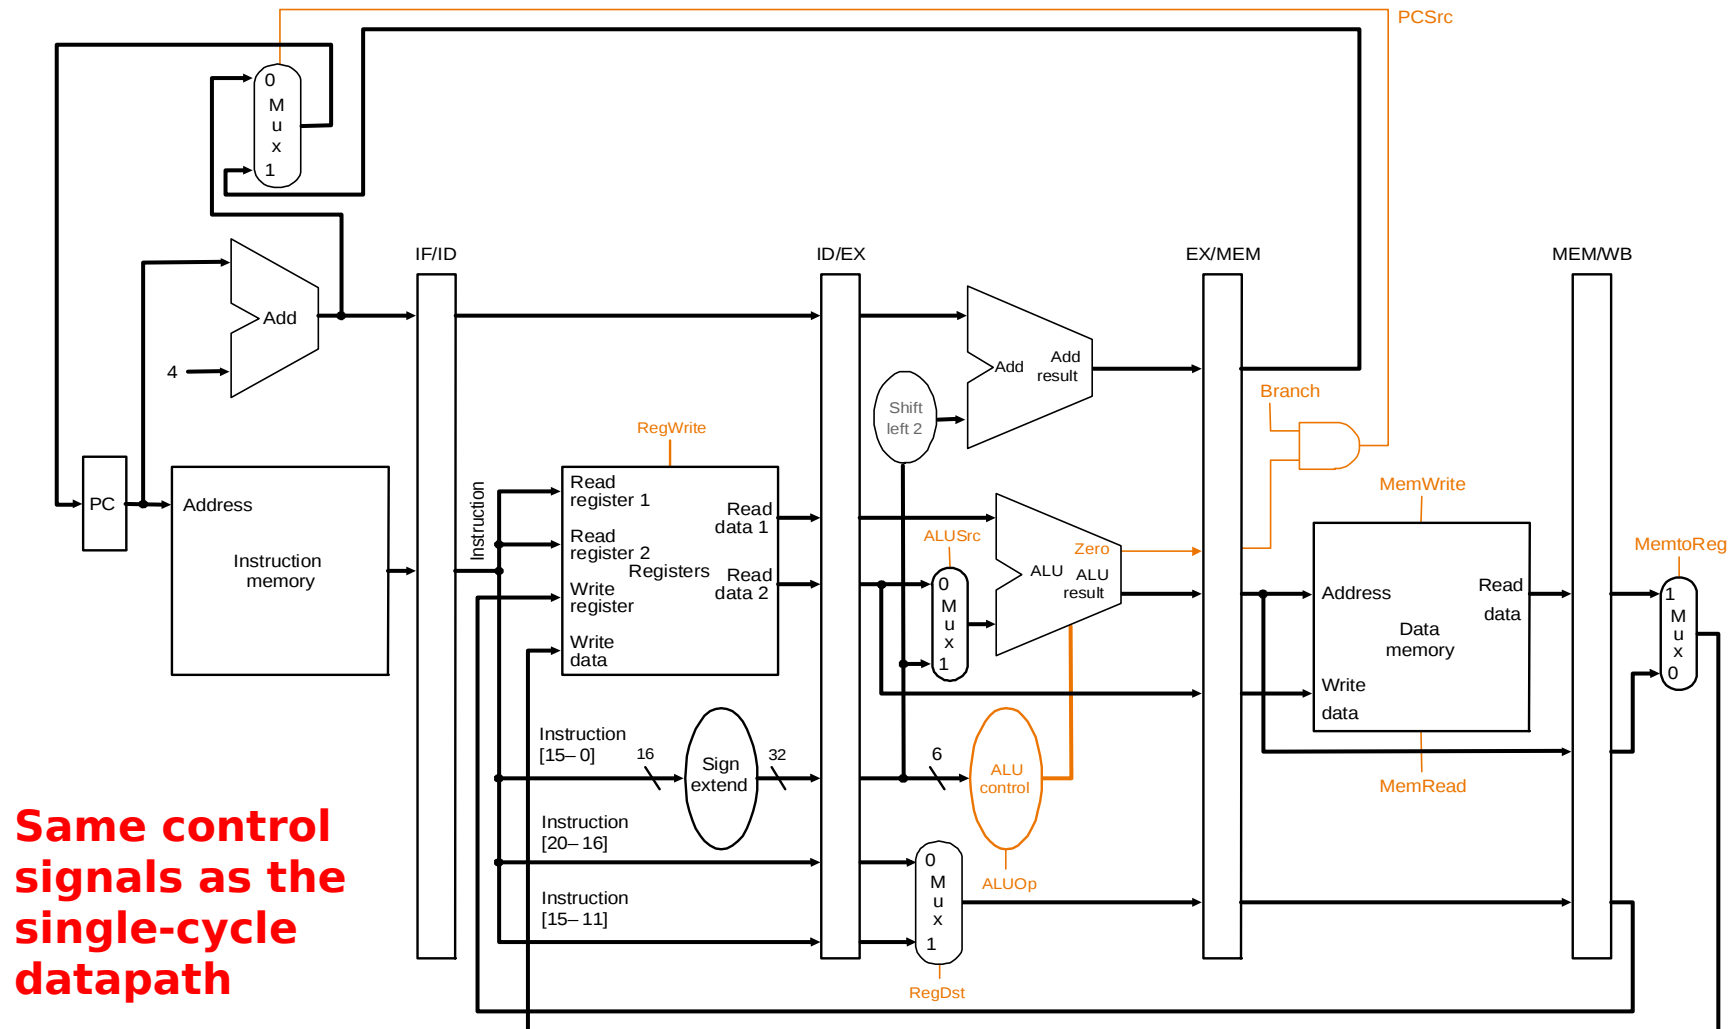 PCSrc
0
M
u
x
1
IF/ID
ID/EX
EX/MEM
MEM/WB
Add
4
Add
Add
result
Shift
left 2
Branch
RegWrite
PC
Address
Instruction
memory
Instruction
Read
register 1
Read
register 2
Write
register
Write
data
Registers
Read
data 1
Read
data 2
ALUSrc
0
M
u
x
1
Zero
ALU
ALU
result
MemWrite
Address
Read
data
Data
memory
Write
data
MemRead
MemtoReg
1
M
u
x
0
Instruction
[15– 0]
16
Sign
extend
32
6
ALU
control
ALUOp
Instruction
[20– 16]
Instruction
[15– 11]
0
M
u
x
1
RegDst
Same control
signals as the
single-cycle
datapath